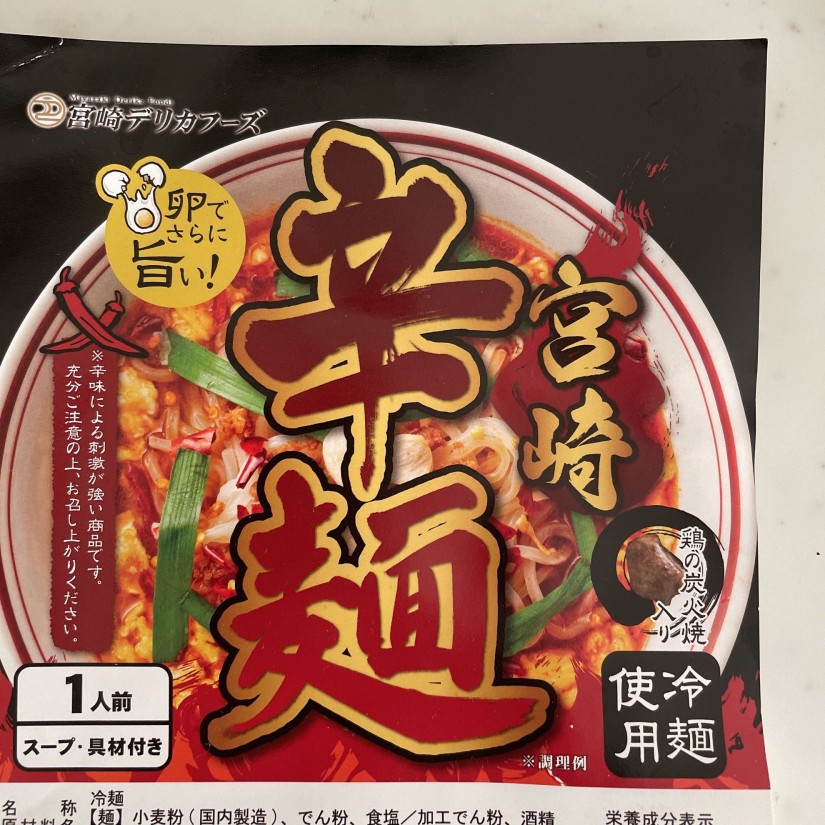 Miyazaki Derika Foods
宮崎デリカフーズ
卵で
さらに
旨い!
宮崎
辛麺
※辛味による刺激が強い商品です。
充分ご注意の上、お召し上がりください。
鶏の炭火焼
入り
冷麺
使用
1人前
スープ・具材付き
※調理例
名 称
冷麺
【麺】小麦粉(国内製造)、でん粉、食塩/加工でん粉、酒精
栄養成分表示